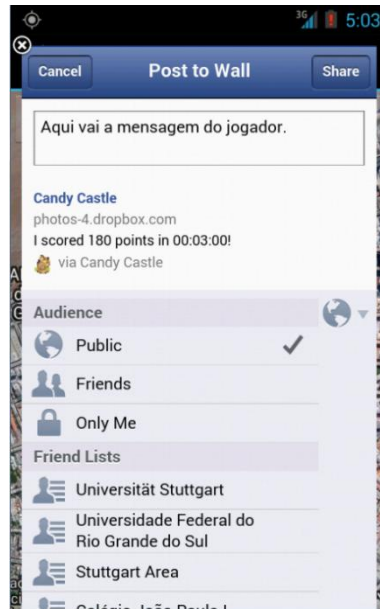 3G 5:03
Cancel Post to Wall Share
Aqui vai a mensagem do jogador.
Candy Castle
photos-4.dropbox.com
I scored 180 points in 00:03:00!
via Candy Castle
Audience
Public
Friends
Only Me
Friend Lists
Universität Stuttgart
Universidade Federal do
Rio Grande do Sul
Stuttgart Area